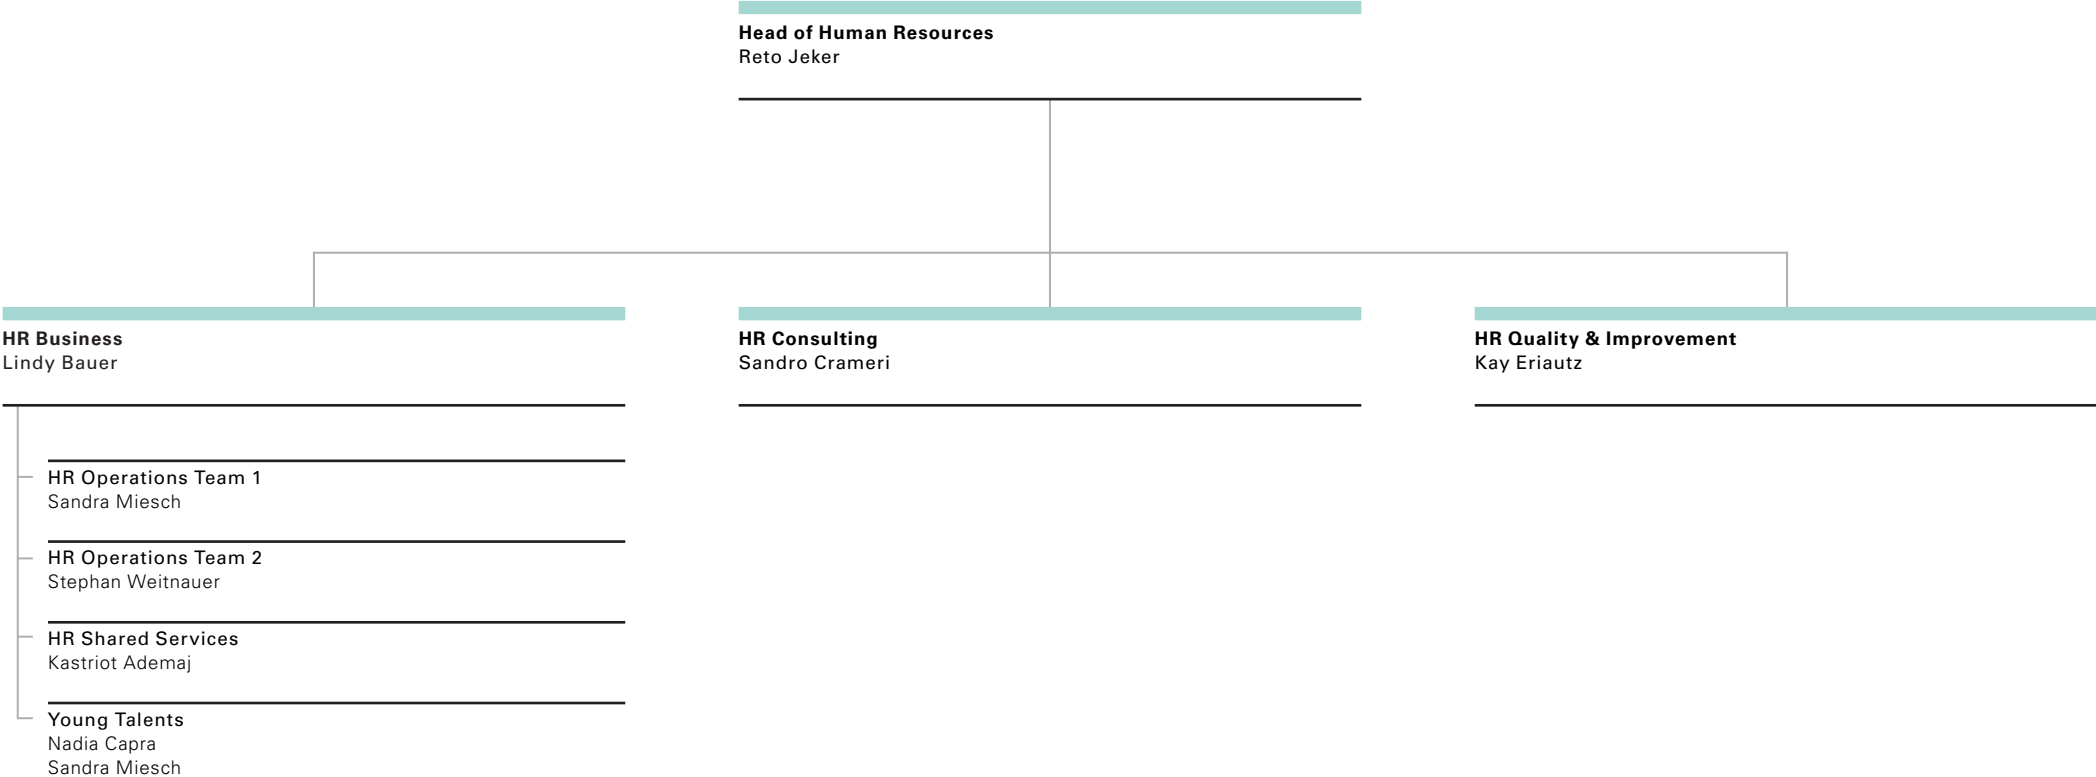 Head of Human Resources
Reto Jeker
HR Business
Lindy Bauer
HR Consulting
Sandro Crameri
HR Quality & Improvement
Kay Eriautz
HR Operations Team 1
Sandra Miesch
HR Operations Team 2
Stephan Weitnauer
HR Shared Services
Kastriot Ademaj
Young Talents
Nadia Capra
Sandra Miesch